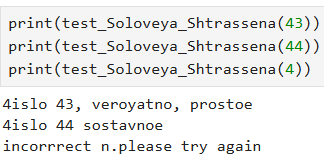 print(test_Soloveya_Shtrassena(43))
print(test_Soloveya_Shtrassena(44))
print(test_Soloveya_Shtrassena(4))
4islo 43, veroyatno, prostoe
4islo 44 sostavnoe
incorrrect n.please try again